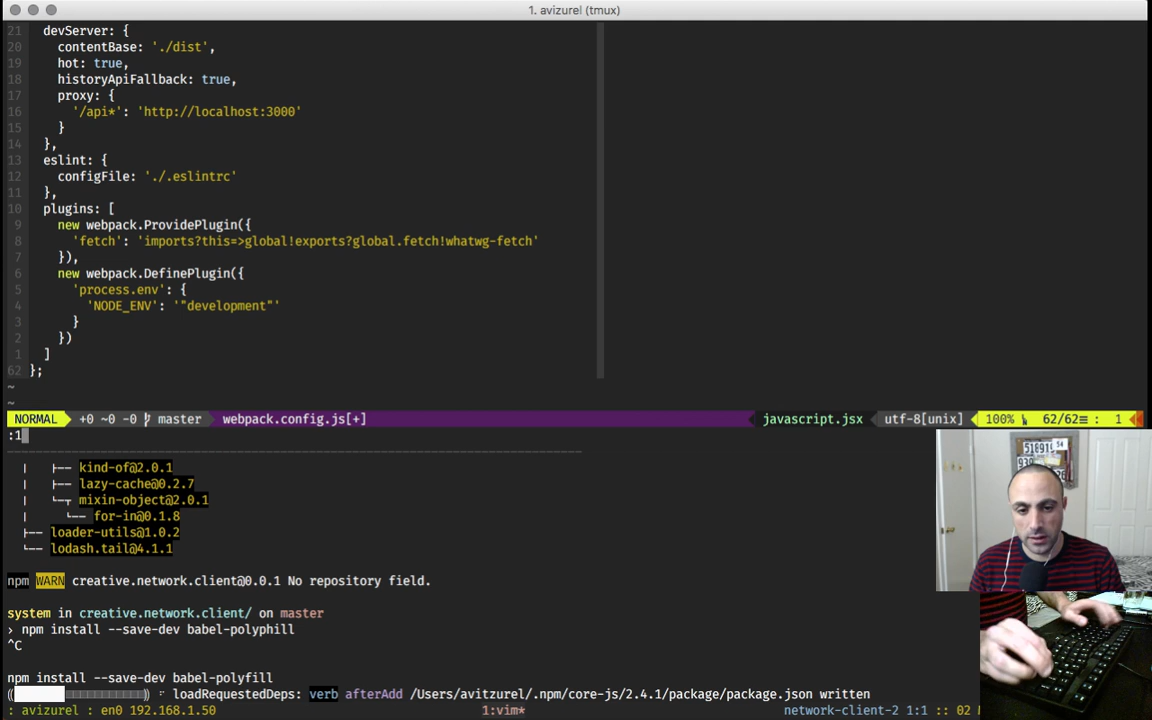 1. avizurel (tmux)
21 devServer: {
20 contentBase: './dist',
19 hot: true,
18 historyApiFallback: true,
17 proxy: {
16 '/api*': 'http://localhost:3000'
15 }
14 },
13 eslint: {
12 configFile: './.eslintrc'
11 },
10 plugins: [
9 new webpack.ProvidePlugin({
8 'fetch': 'imports?this=>global!exports?global.fetch!whatwg-fetch'
7 }),
6 new webpack.DefinePlugin({
5 'process.env': {
4 'NODE_ENV': '"development"'
3 }
2 })
1 ]
62 };
~
~
NORMAL +0 ~0 -0 master webpack.config.js[+] javascript.jsx utf-8[unix] 100% 62/62≡ : 1
:1
| ├── kind-of@2.0.1
| ├── lazy-cache@0.2.7
| └─┬ mixin-object@2.0.1
| └── for-in@0.1.8
├── loader-utils@1.0.2
└── lodash.tail@4.1.1
npm WARN creative.network.client@0.0.1 No repository field.
system in creative.network.client/ on master
› npm install --save-dev babel-polyphill
^C
npm install --save-dev babel-polyfill
loadRequestedDeps: verb afterAdd /Users/avitzurel/.npm/core-js/2.4.1/package/package.json written
: avizurel : en0 192.168.1.50 1:vim* network-client-2 1:1 :: 02